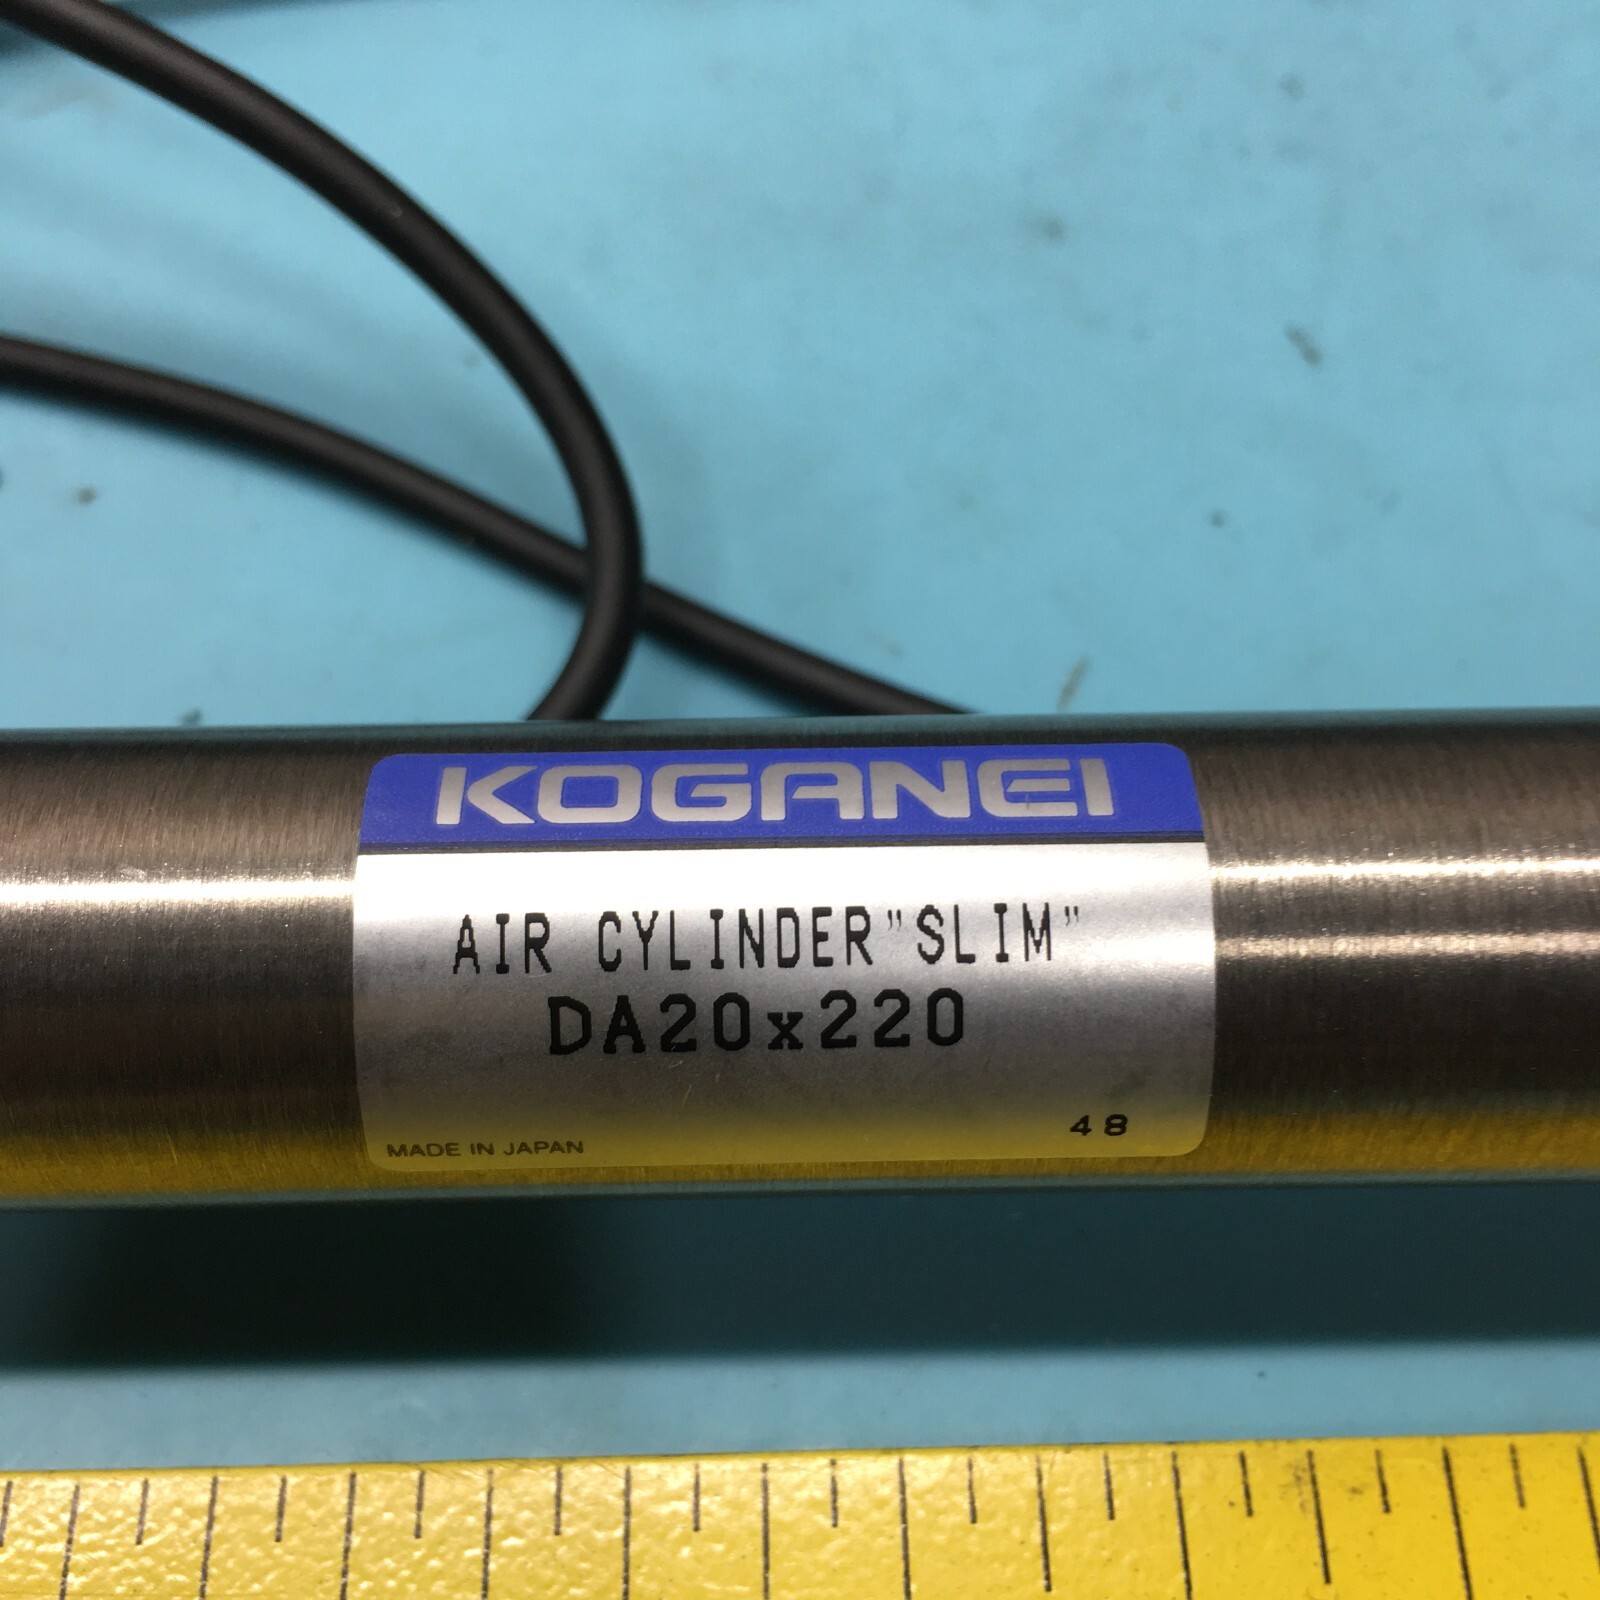 KOGANEI
AIR CYLINDER"SLIM"
DA20x220
48
MADE IN JAPAN